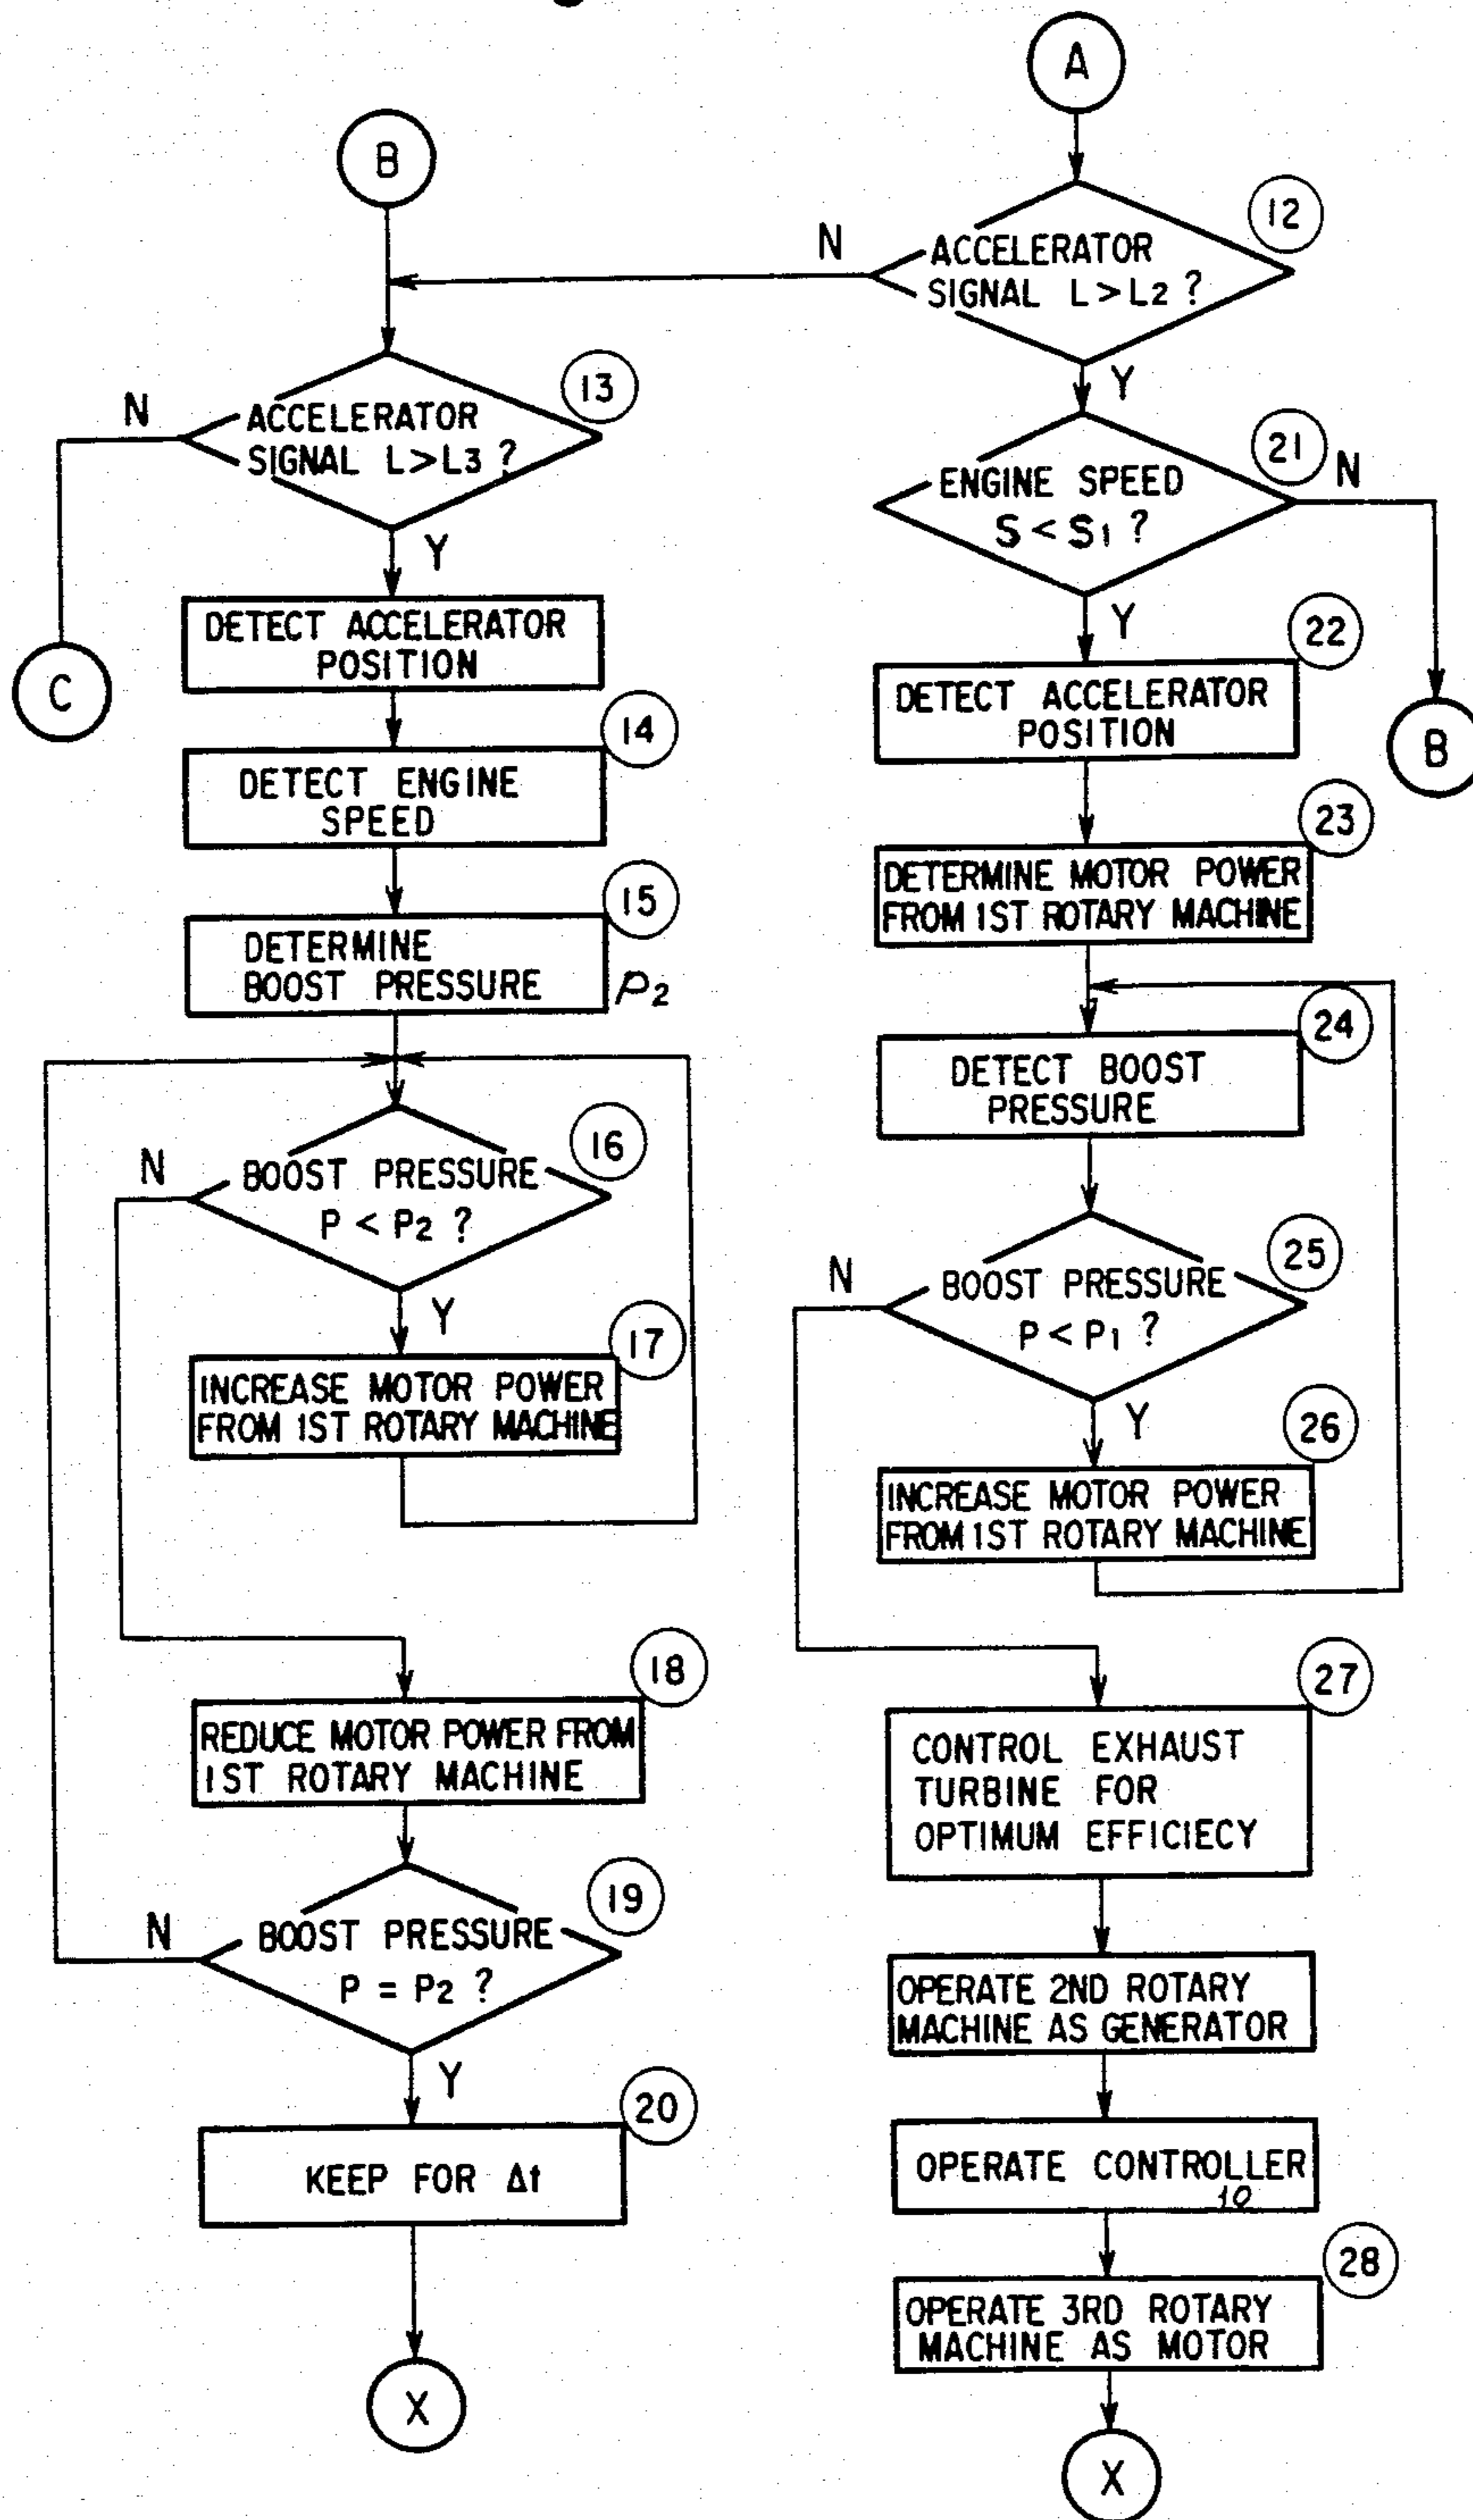 B
13
N
ACCELERATOR
SIGNAL L>L3 ?
Y
C
DETECT ACCELERATOR
POSITION
14
DETECT ENGINE
SPEED
15
DETERMINE
BOOST PRESSURE
P2
16
N
BOOST PRESSURE
P < P2 ?
Y
17
INCREASE MOTOR POWER
FROM 1ST ROTARY MACHINE
18
REDUCE MOTOR POWER FROM
1ST ROTARY MACHINE
19
N
BOOST PRESSURE
P = P2 ?
Y
20
KEEP FOR Δt
X
A
12
N
ACCELERATOR
SIGNAL L>L2 ?
Y
21
N
ENGINE SPEED
S < S1 ?
Y
B
22
DETECT ACCELERATOR
POSITION
23
DETERMINE MOTOR POWER
FROM 1ST ROTARY MACHINE
24
DETECT BOOST
PRESSURE
25
N
BOOST PRESSURE
P < P1 ?
Y
26
INCREASE MOTOR POWER
FROM 1ST ROTARY MACHINE
27
CONTROL EXHAUST
TURBINE FOR
OPTIMUM EFFICIECY
OPERATE 2ND ROTARY
MACHINE AS GENERATOR
OPERATE CONTROLLER
10
28
OPERATE 3RD ROTARY
MACHINE AS MOTOR
X